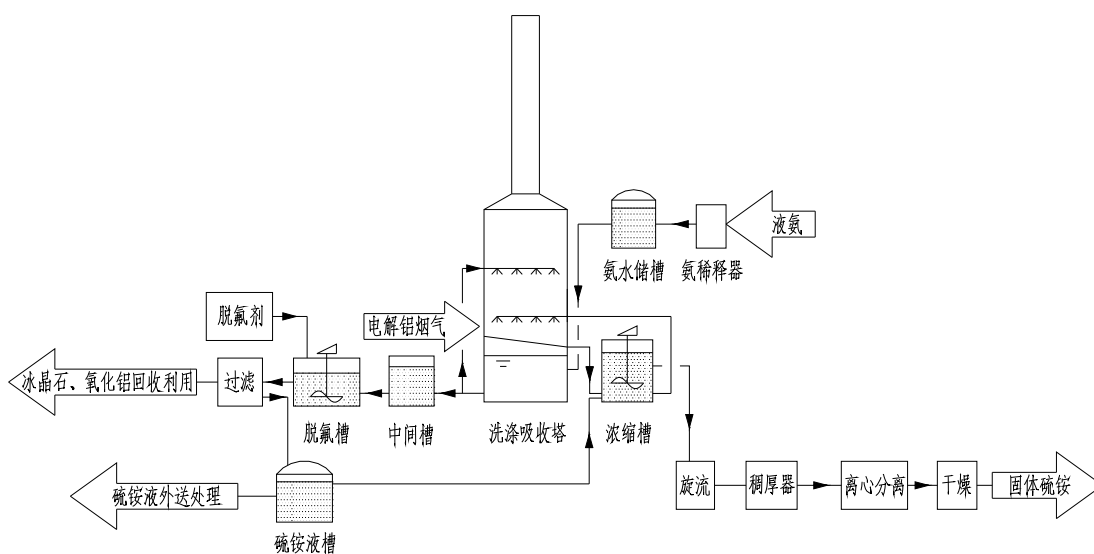 液氨
氨水储槽
氨稀释器
脱氟剂
电解铝烟气
冰晶石、氧化铝回收利用
过滤
脱氟槽
中间槽
洗涤吸收塔
浓缩槽
硫铵液外送处理
硫铵液槽
旋流
稠厚器
离心分离
干燥
固体硫铵